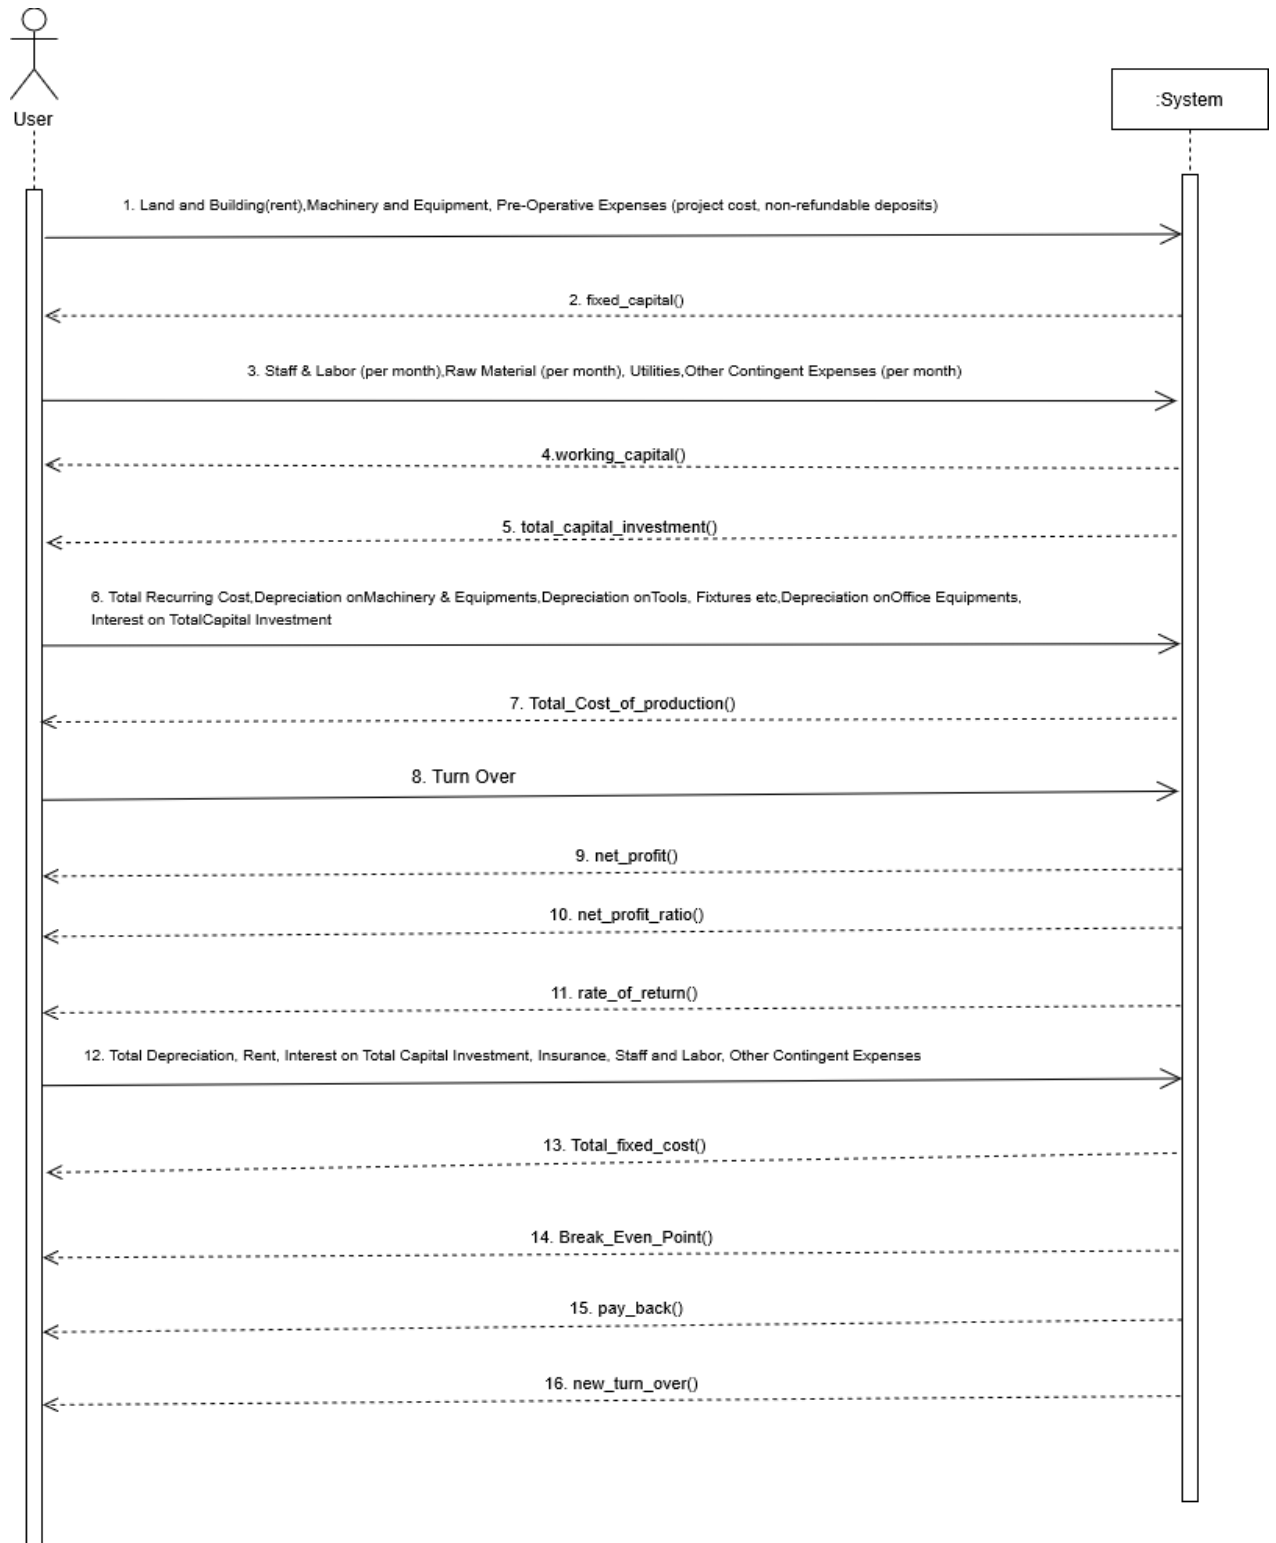 User
:System
1. Land and Building(rent),Machinery and Equipment, Pre-Operative Expenses (project cost, non-refundable deposits)
2. fixed_capital()
3. Staff & Labor (per month),Raw Material (per month), Utilities,Other Contingent Expenses (per month)
4.working_capital()
5. total_capital_investment()
6. Total Recurring Cost,Depreciation onMachinery & Equipments,Depreciation onTools, Fixtures etc,Depreciation onOffice Equipments,
Interest on TotalCapital Investment
7. Total_Cost_of_production()
8. Turn Over
9. net_profit()
10. net_profit_ratio()
11. rate_of_return()
12. Total Depreciation, Rent, Interest on Total Capital Investment, Insurance, Staff and Labor, Other Contingent Expenses
13. Total_fixed_cost()
14. Break_Even_Point()
15. pay_back()
16. new_turn_over()